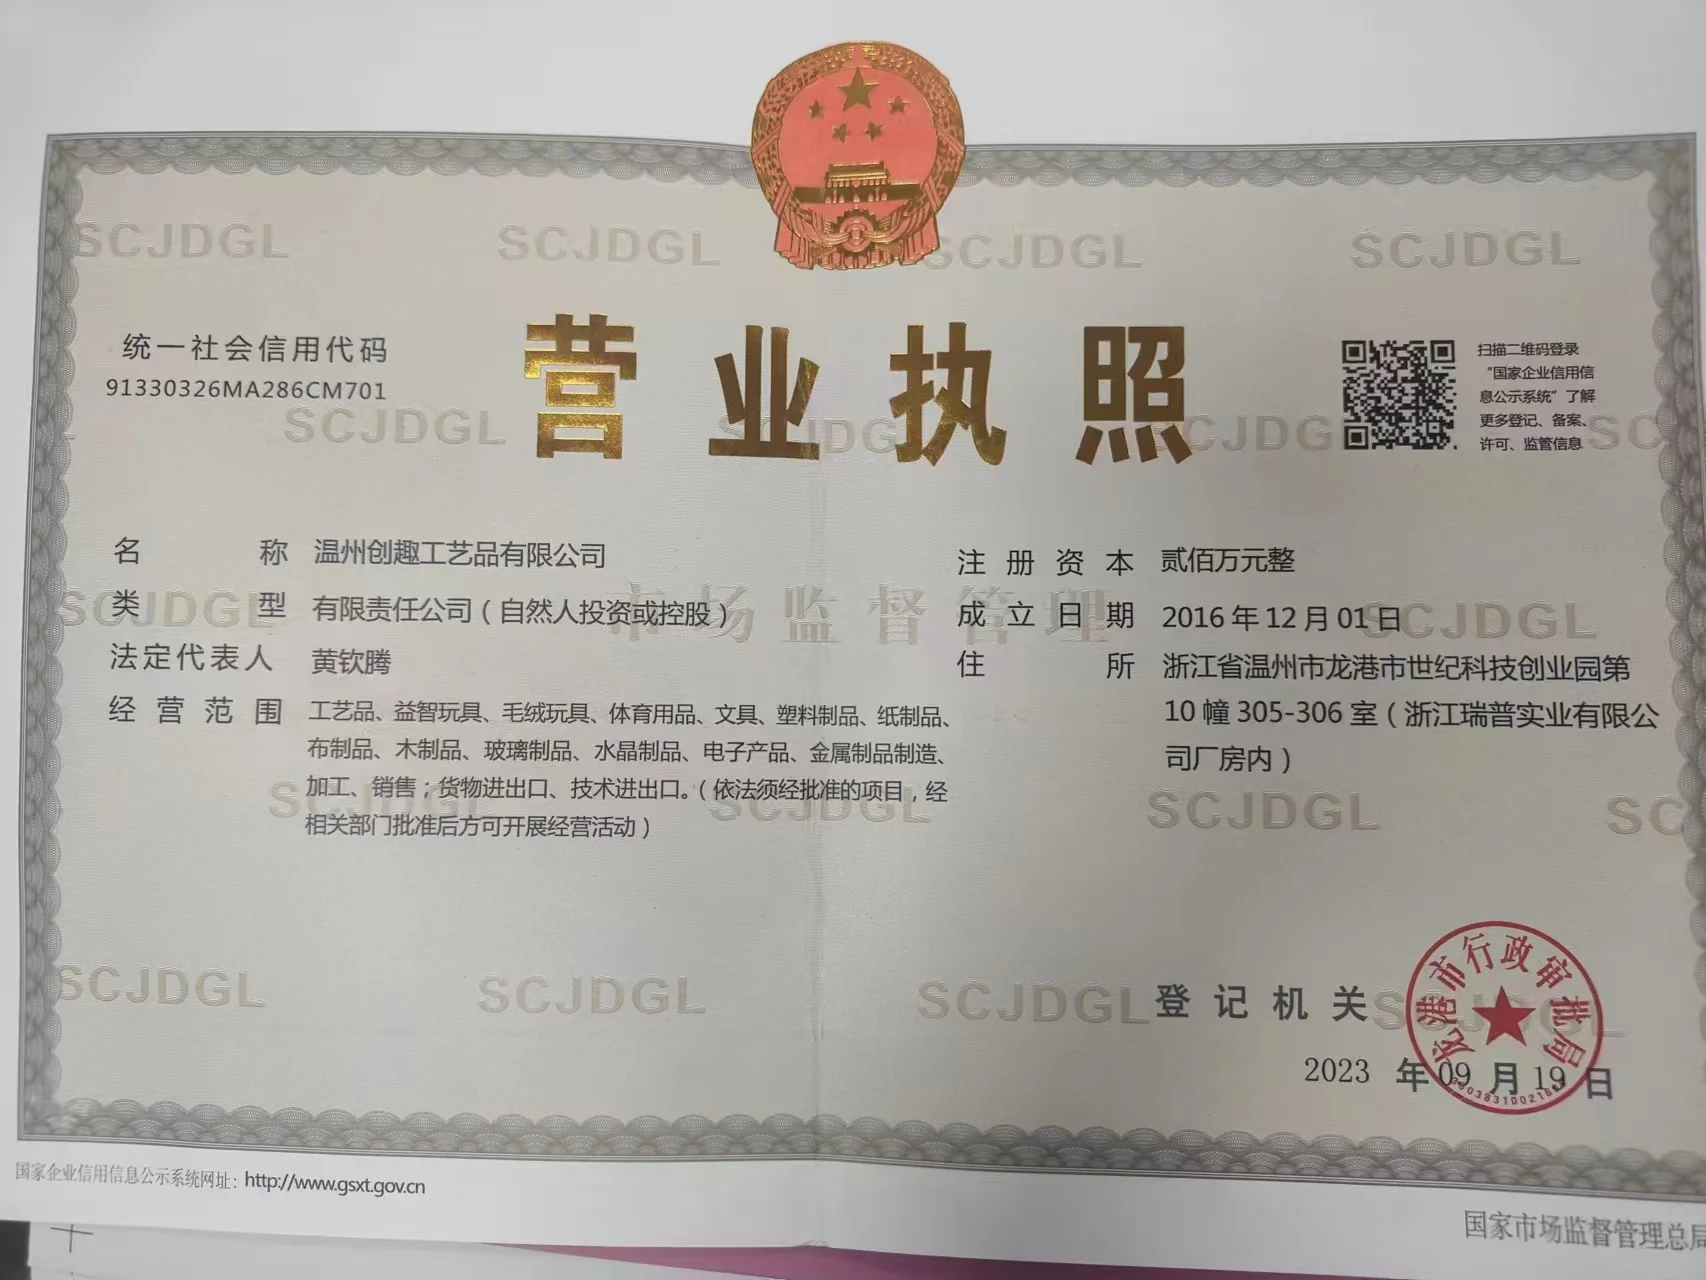 统一社会信用代码
91330326MA286CM701
营业执照
扫描二维码登录
“国家企业信用信
息公示系统”了解
更多登记、备案、
许可、监管信息
名称 温州创趣工艺品有限公司
类型 有限责任公司（自然人投资或控股）
法定代表人 黄钦腾
经营范围 工艺品、益智玩具、毛绒玩具、体育用品、文具、塑料制品、纸制品、
布制品、木制品、玻璃制品、水晶制品、电子产品、金属制品制造、
加工、销售；货物进出口、技术进出口。（依法须经批准的项目，经
相关部门批准后方可开展经营活动）
注册资本 贰佰万元整
成立日期 2016年12月01日
住所 浙江省温州市龙港市世纪科技创业园第
10幢305-306室（浙江瑞普实业有限公
司厂房内）
市场监督管理
SCJDGL SCJDGL SCJDGL SCJDGL
SCJDGL SCJDGL SCJDGL SC
SCJDGL SCJDGL
SCJDGL SCJDGL SCJDGL SC
SCJDGL SCJDGL SCJDGL SCJDGL
登记机关
龙港市行政审批局
2023年09月19日
国家企业信用信息公示系统网址：http://www.gsxt.gov.cn
国家市场监督管理总局